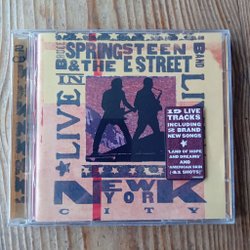 BRUCE
SPRINGSTEEN
& THE E STREET
BAND
LIVE IN
NEW YORK
CITY
19 LIVE
TRACKS
INCLUDING
2 BRAND
NEW SONGS
'LAND OF HOPE
AND DREAMS' AND
'AMERICAN SKIN
(41 SHOTS)'